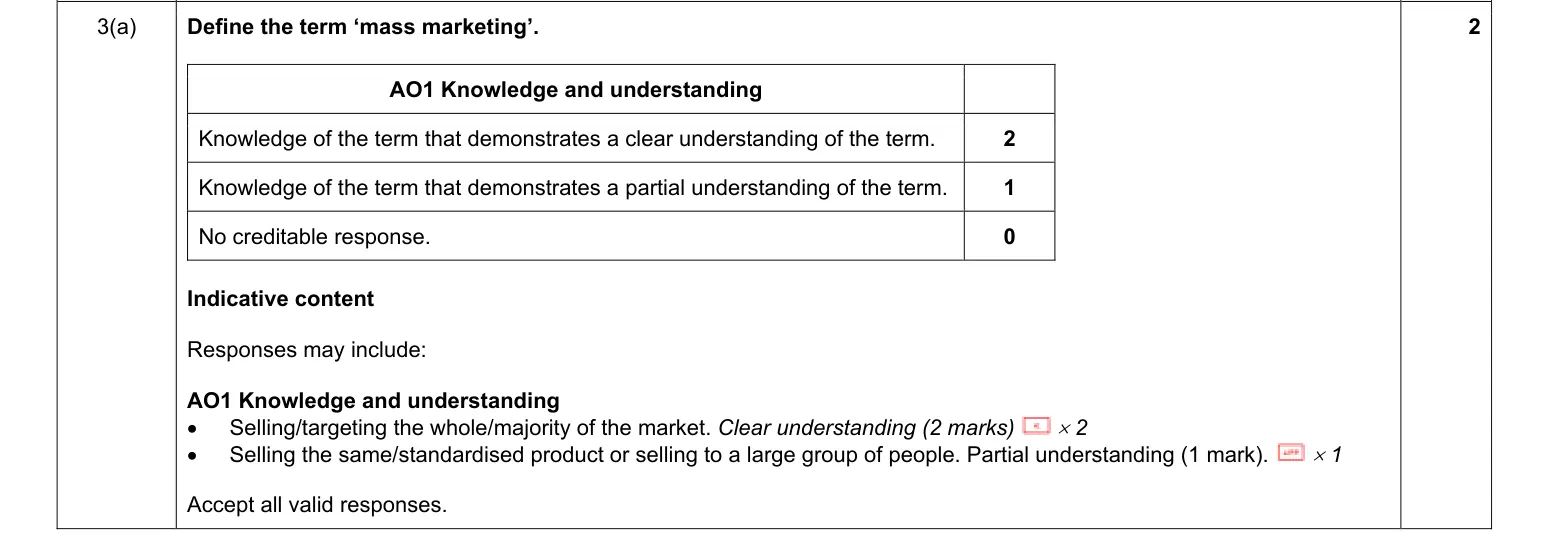 3(a) Define the term ‘mass marketing’. 2
AO1 Knowledge and understanding
Knowledge of the term that demonstrates a clear understanding of the term. 2
Knowledge of the term that demonstrates a partial understanding of the term. 1
No creditable response. 0
Indicative content
Responses may include:
AO1 Knowledge and understanding
• Selling/targeting the whole/majority of the market. Clear understanding (2 marks) × 2
• Selling the same/standardised product or selling to a large group of people. Partial understanding (1 mark). × 1
Accept all valid responses.